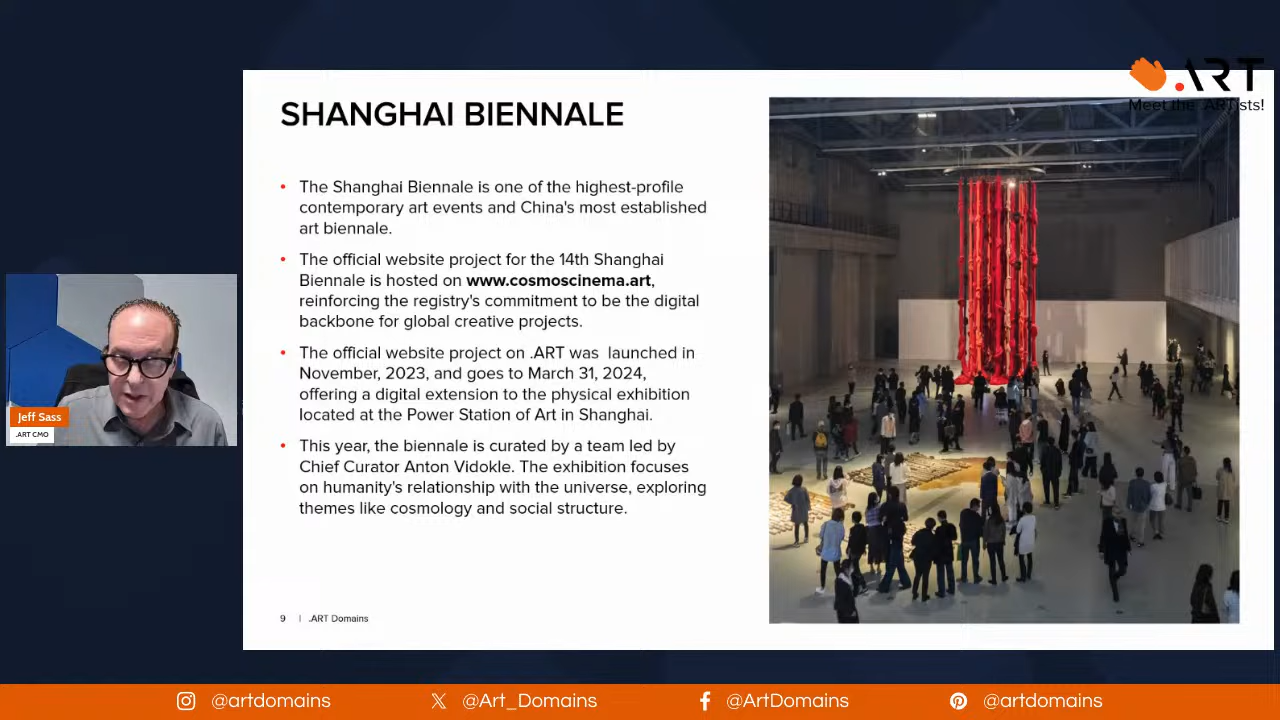 .ART
Meet the .ARTists!
SHANGHAI BIENNALE
• The Shanghai Biennale is one of the highest-profile
contemporary art events and China's most established
art biennale.
• The official website project for the 14th Shanghai
Biennale is hosted on www.cosmoscinema.art,
reinforcing the registry's commitment to be the digital
backbone for global creative projects.
• The official website project on .ART was launched in
November, 2023, and goes to March 31, 2024,
offering a digital extension to the physical exhibition
located at the Power Station of Art in Shanghai.
• This year, the biennale is curated by a team led by
Chief Curator Anton Vidokle. The exhibition focuses
on humanity's relationship with the universe, exploring
themes like cosmology and social structure.
Jeff Sass
.ART CMO
9 | .ART Domains
@artdomains
@Art_Domains
@ArtDomains
@artdomains